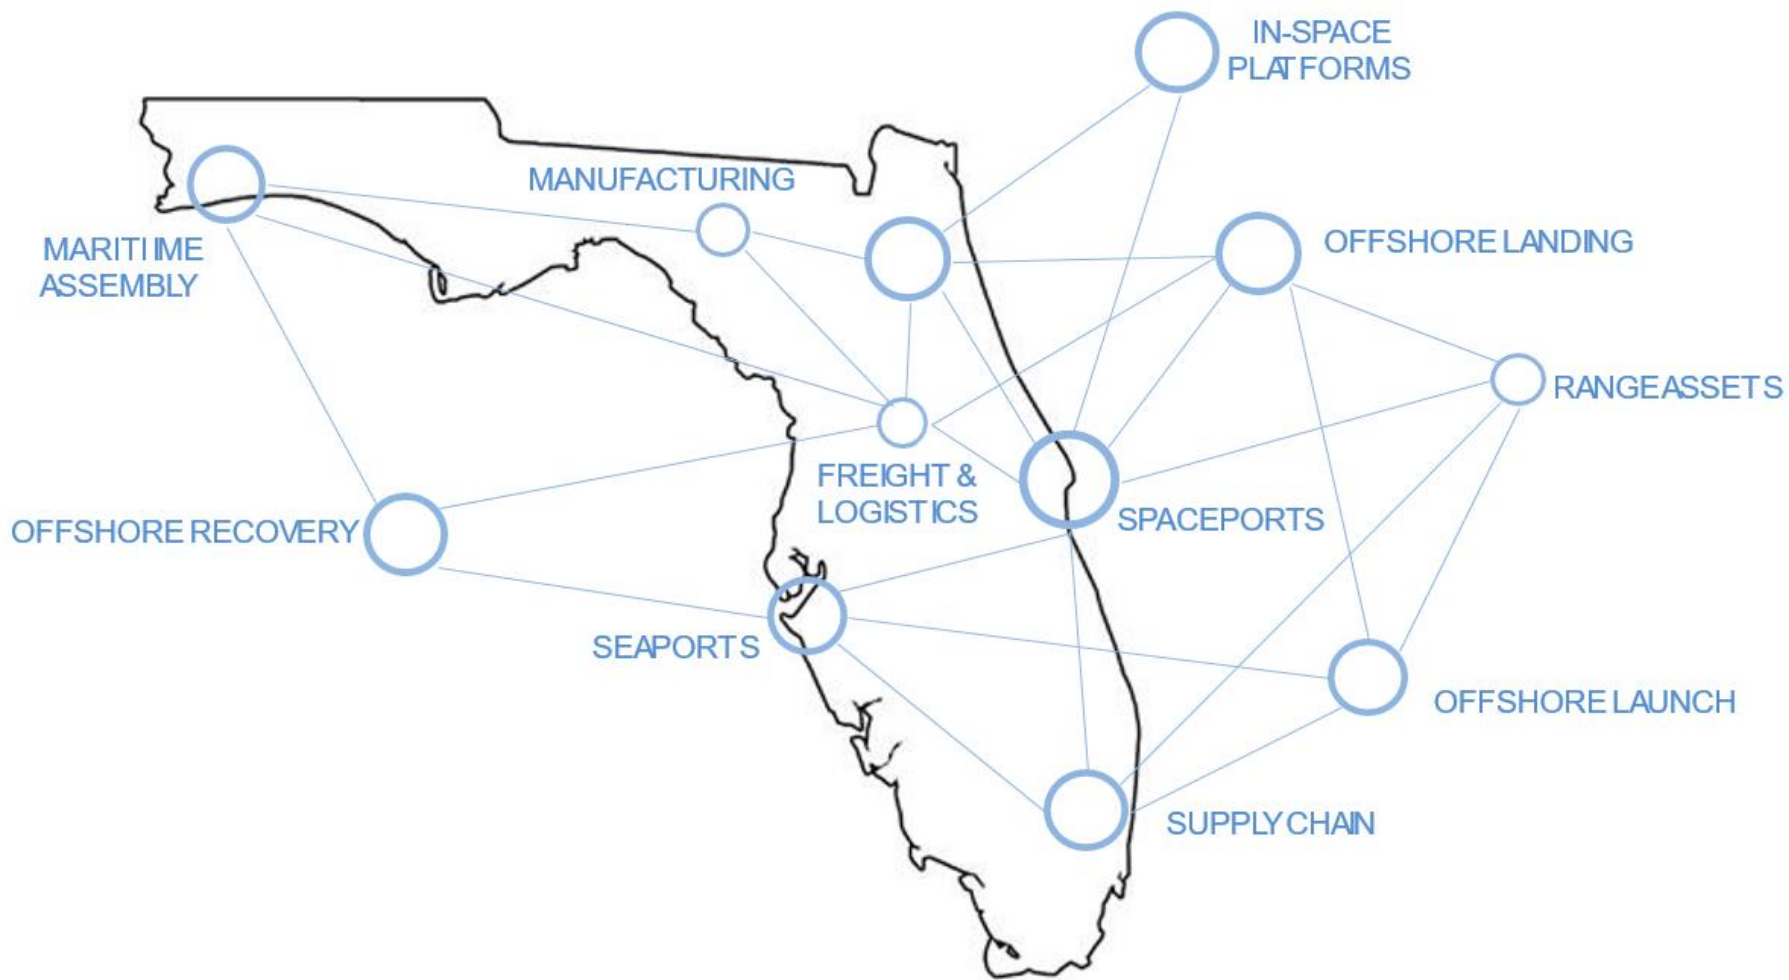 IN-SPACE
PLATFORMS
MANUFACTURING
MARITIIME
ASSEMBLY
OFFSHORE LANDING
RANGE ASSETS
FREIGHT &
LOGISTICS
SPACEPORTS
OFFSHORE RECOVERY
SEAPORTS
OFFSHORE LAUNCH
SUPPLY CHAIN